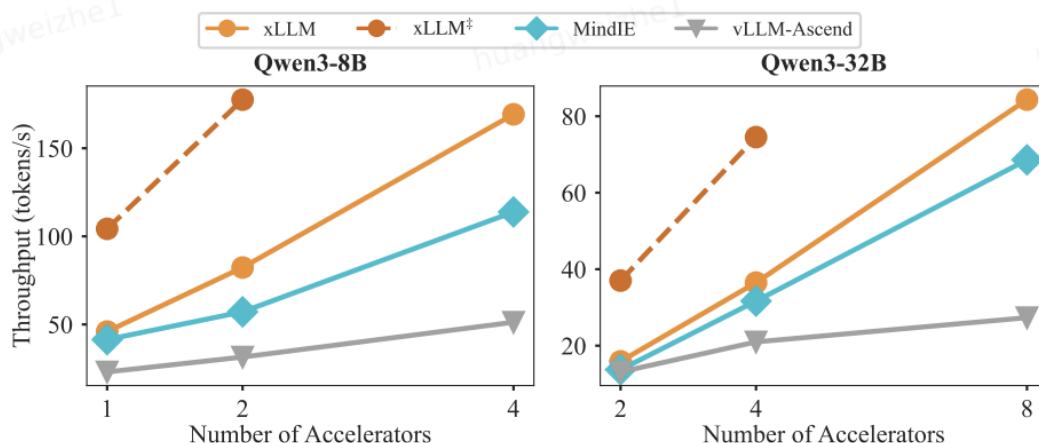 xLLM xLLM‡ MindIE vLLM-Ascend
huangweizhe1
Qwen3-8B Qwen3-32B
Throughput (tokens/s)
150
100
50
1 2 4
Number of Accelerators
80
60
40
20
2 4 8
Number of Accelerators